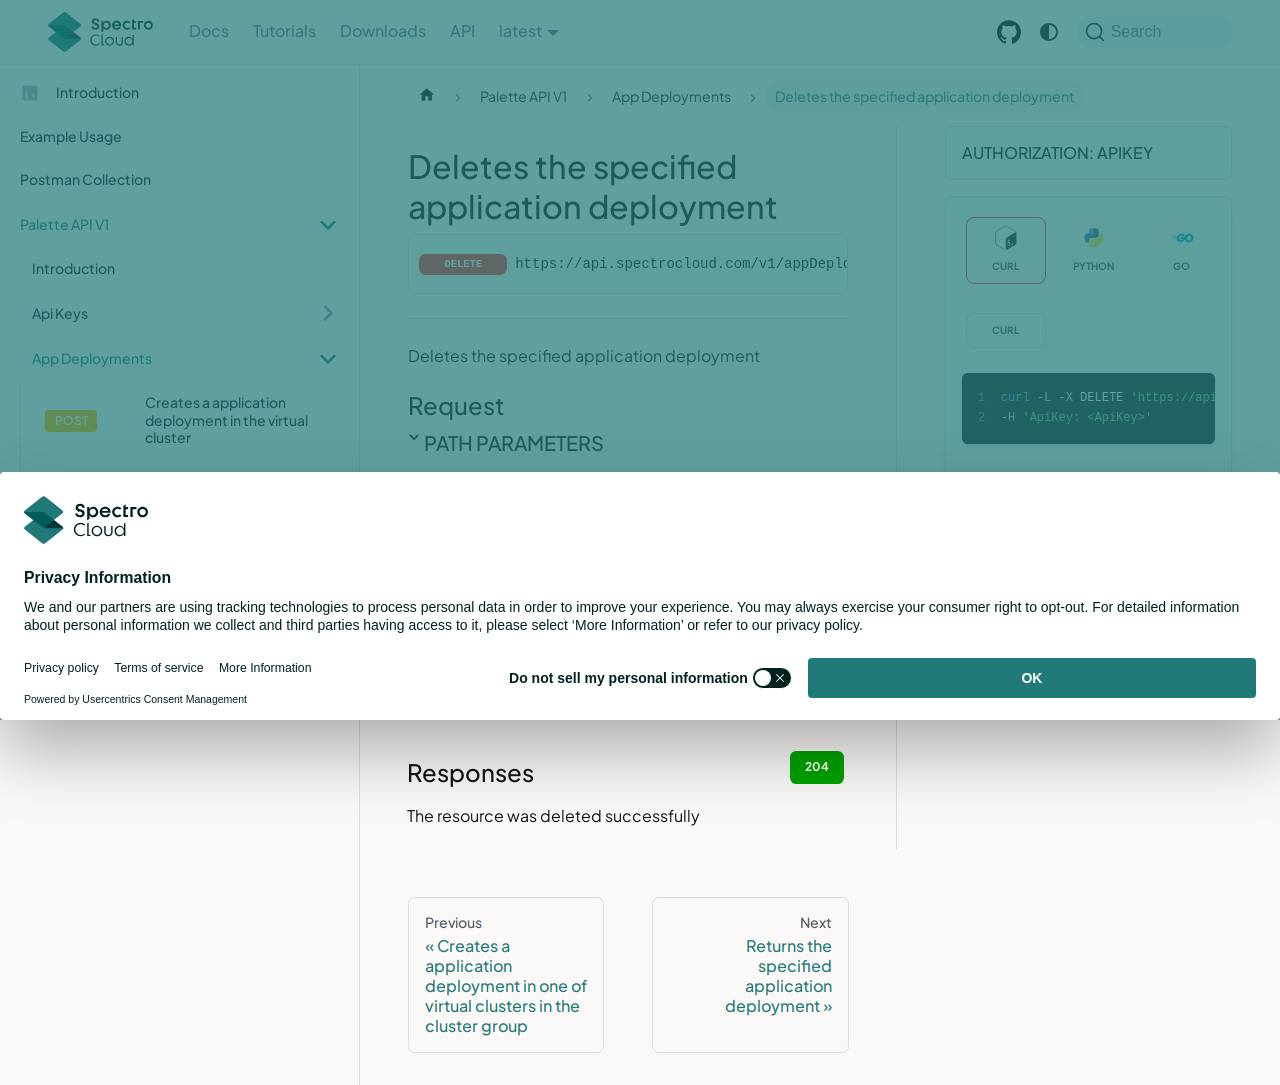 Spectro Cloud
Docs
Tutorials
Downloads
API
latest
Search
Introduction
Example Usage
Postman Collection
Palette API V1
Introduction
Api Keys
App Deployments
POST
Creates a application
deployment in the virtual
cluster
Palette API V1
App Deployments
Deletes the specified application deployment
Deletes the specified
application deployment
DELETE
https://api.spectrocloud.com/v1/appDeplo
Deletes the specified application deployment
Request
PATH PARAMETERS
AUTHORIZATION: APIKEY
CURL
PYTHON
GO
CURL
1 curl -L -X DELETE 'https://api
2 -H 'ApiKey: <ApiKey>'
Spectro
Cloud
Privacy Information
We and our partners are using tracking technologies to process personal data in order to improve your experience. You may always exercise your consumer right to opt-out. For detailed information
about personal information we collect and third parties having access to it, please select ‘More Information’ or refer to our privacy policy.
Privacy policy
Terms of service
More Information
Powered by Usercentrics Consent Management
Do not sell my personal information
OK
Responses
204
The resource was deleted successfully
Previous
« Creates a
application
deployment in one of
virtual clusters in the
cluster group
Next
Returns the
specified
application
deployment »